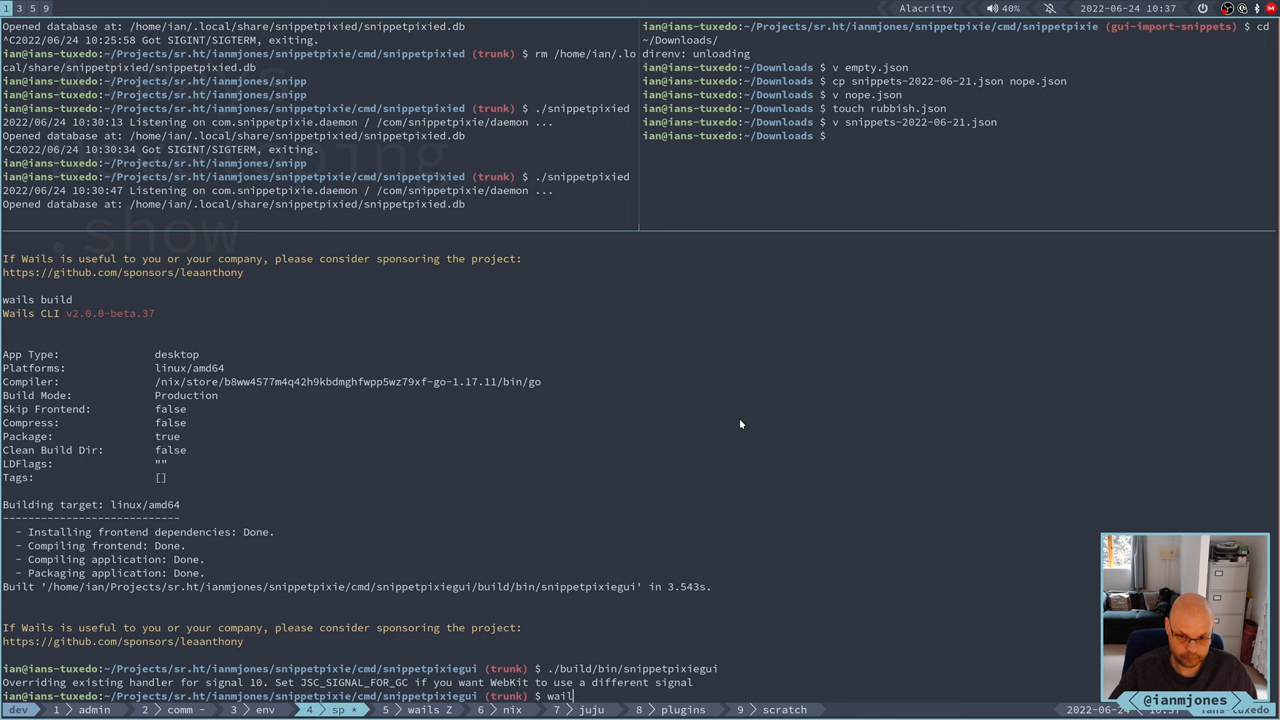 1 3 5 9
Alacritty 40% 2022-06-24 10:37
Opened database at: /home/ian/.local/share/snippetpixied/snippetpixied.db
^C2022/06/24 10:25:58 Got SIGINT/SIGTERM, exiting.
ian@ians-tuxedo:~/Projects/sr.ht/ianmjones/snippetpixie/cmd/snippetpixied (trunk) $ rm /home/ian/.lo
cal/share/snippetpixied/snippetpixied.db
ian@ians-tuxedo:~/Projects/sr.ht/ianmjones/snipp
ian@ians-tuxedo:~/Projects/sr.ht/ianmjones/snipp
ian@ians-tuxedo:~/Projects/sr.ht/ianmjones/snippetpixie/cmd/snippetpixied (trunk) $ ./snippetpixied
2022/06/24 10:30:13 Listening on com.snippetpixie.daemon / /com/snippetpixie/daemon ...
Opened database at: /home/ian/.local/share/snippetpixied/snippetpixied.db
^C2022/06/24 10:30:34 Got SIGINT/SIGTERM, exiting.
ian@ians-tuxedo:~/Projects/sr.ht/ianmjones/snipp
ian@ians-tuxedo:~/Projects/sr.ht/ianmjones/snippetpixie/cmd/snippetpixied (trunk) $ ./snippetpixied
2022/06/24 10:30:47 Listening on com.snippetpixie.daemon / /com/snippetpixie/daemon ...
Opened database at: /home/ian/.local/share/snippetpixied/snippetpixied.db
.show
ian@ians-tuxedo:~/Projects/sr.ht/ianmjones/snippetpixie/cmd/snippetpixie (gui-import-snippets) $ cd
~/Downloads/
direnv: unloading
ian@ians-tuxedo:~/Downloads $ v empty.json
ian@ians-tuxedo:~/Downloads $ cp snippets-2022-06-21.json nope.json
ian@ians-tuxedo:~/Downloads $ v nope.json
ian@ians-tuxedo:~/Downloads $ touch rubbish.json
ian@ians-tuxedo:~/Downloads $ v snippets-2022-06-21.json
ian@ians-tuxedo:~/Downloads $
If Wails is useful to you or your company, please consider sponsoring the project:
https://github.com/sponsors/leaanthony
wails build
Wails CLI v2.0.0-beta.37
App Type: desktop
Platforms: linux/amd64
Compiler: /nix/store/b8ww4577m4q42h9kbdmghfwpp5wz79xf-go-1.17.11/bin/go
Build Mode: Production
Skip Frontend: false
Compress: false
Package: true
Clean Build Dir: false
LDFlags: ""
Tags: []
Building target: linux/amd64
----------------------------
- Installing frontend dependencies: Done.
- Compiling frontend: Done.
- Compiling application: Done.
- Packaging application: Done.
Built '/home/ian/Projects/sr.ht/ianmjones/snippetpixie/cmd/snippetpixiegui/build/bin/snippetpixiegui' in 3.543s.
If Wails is useful to you or your company, please consider sponsoring the project:
https://github.com/sponsors/leaanthony
ian@ians-tuxedo:~/Projects/sr.ht/ianmjones/snippetpixie/cmd/snippetpixiegui (trunk) $ ./build/bin/snippetpixiegui
Overriding existing handler for signal 10. Set JSC_SIGNAL_FOR_GC if you want WebKit to use a different signal
ian@ians-tuxedo:~/Projects/sr.ht/ianmjones/snippetpixie/cmd/snippetpixiegui (trunk) $ wail
@ianmjones
dev 1 admin 2 comm - 3 env 4 sp * 5 wails Z 6 nix 7 juju 8 plugins 9 scratch